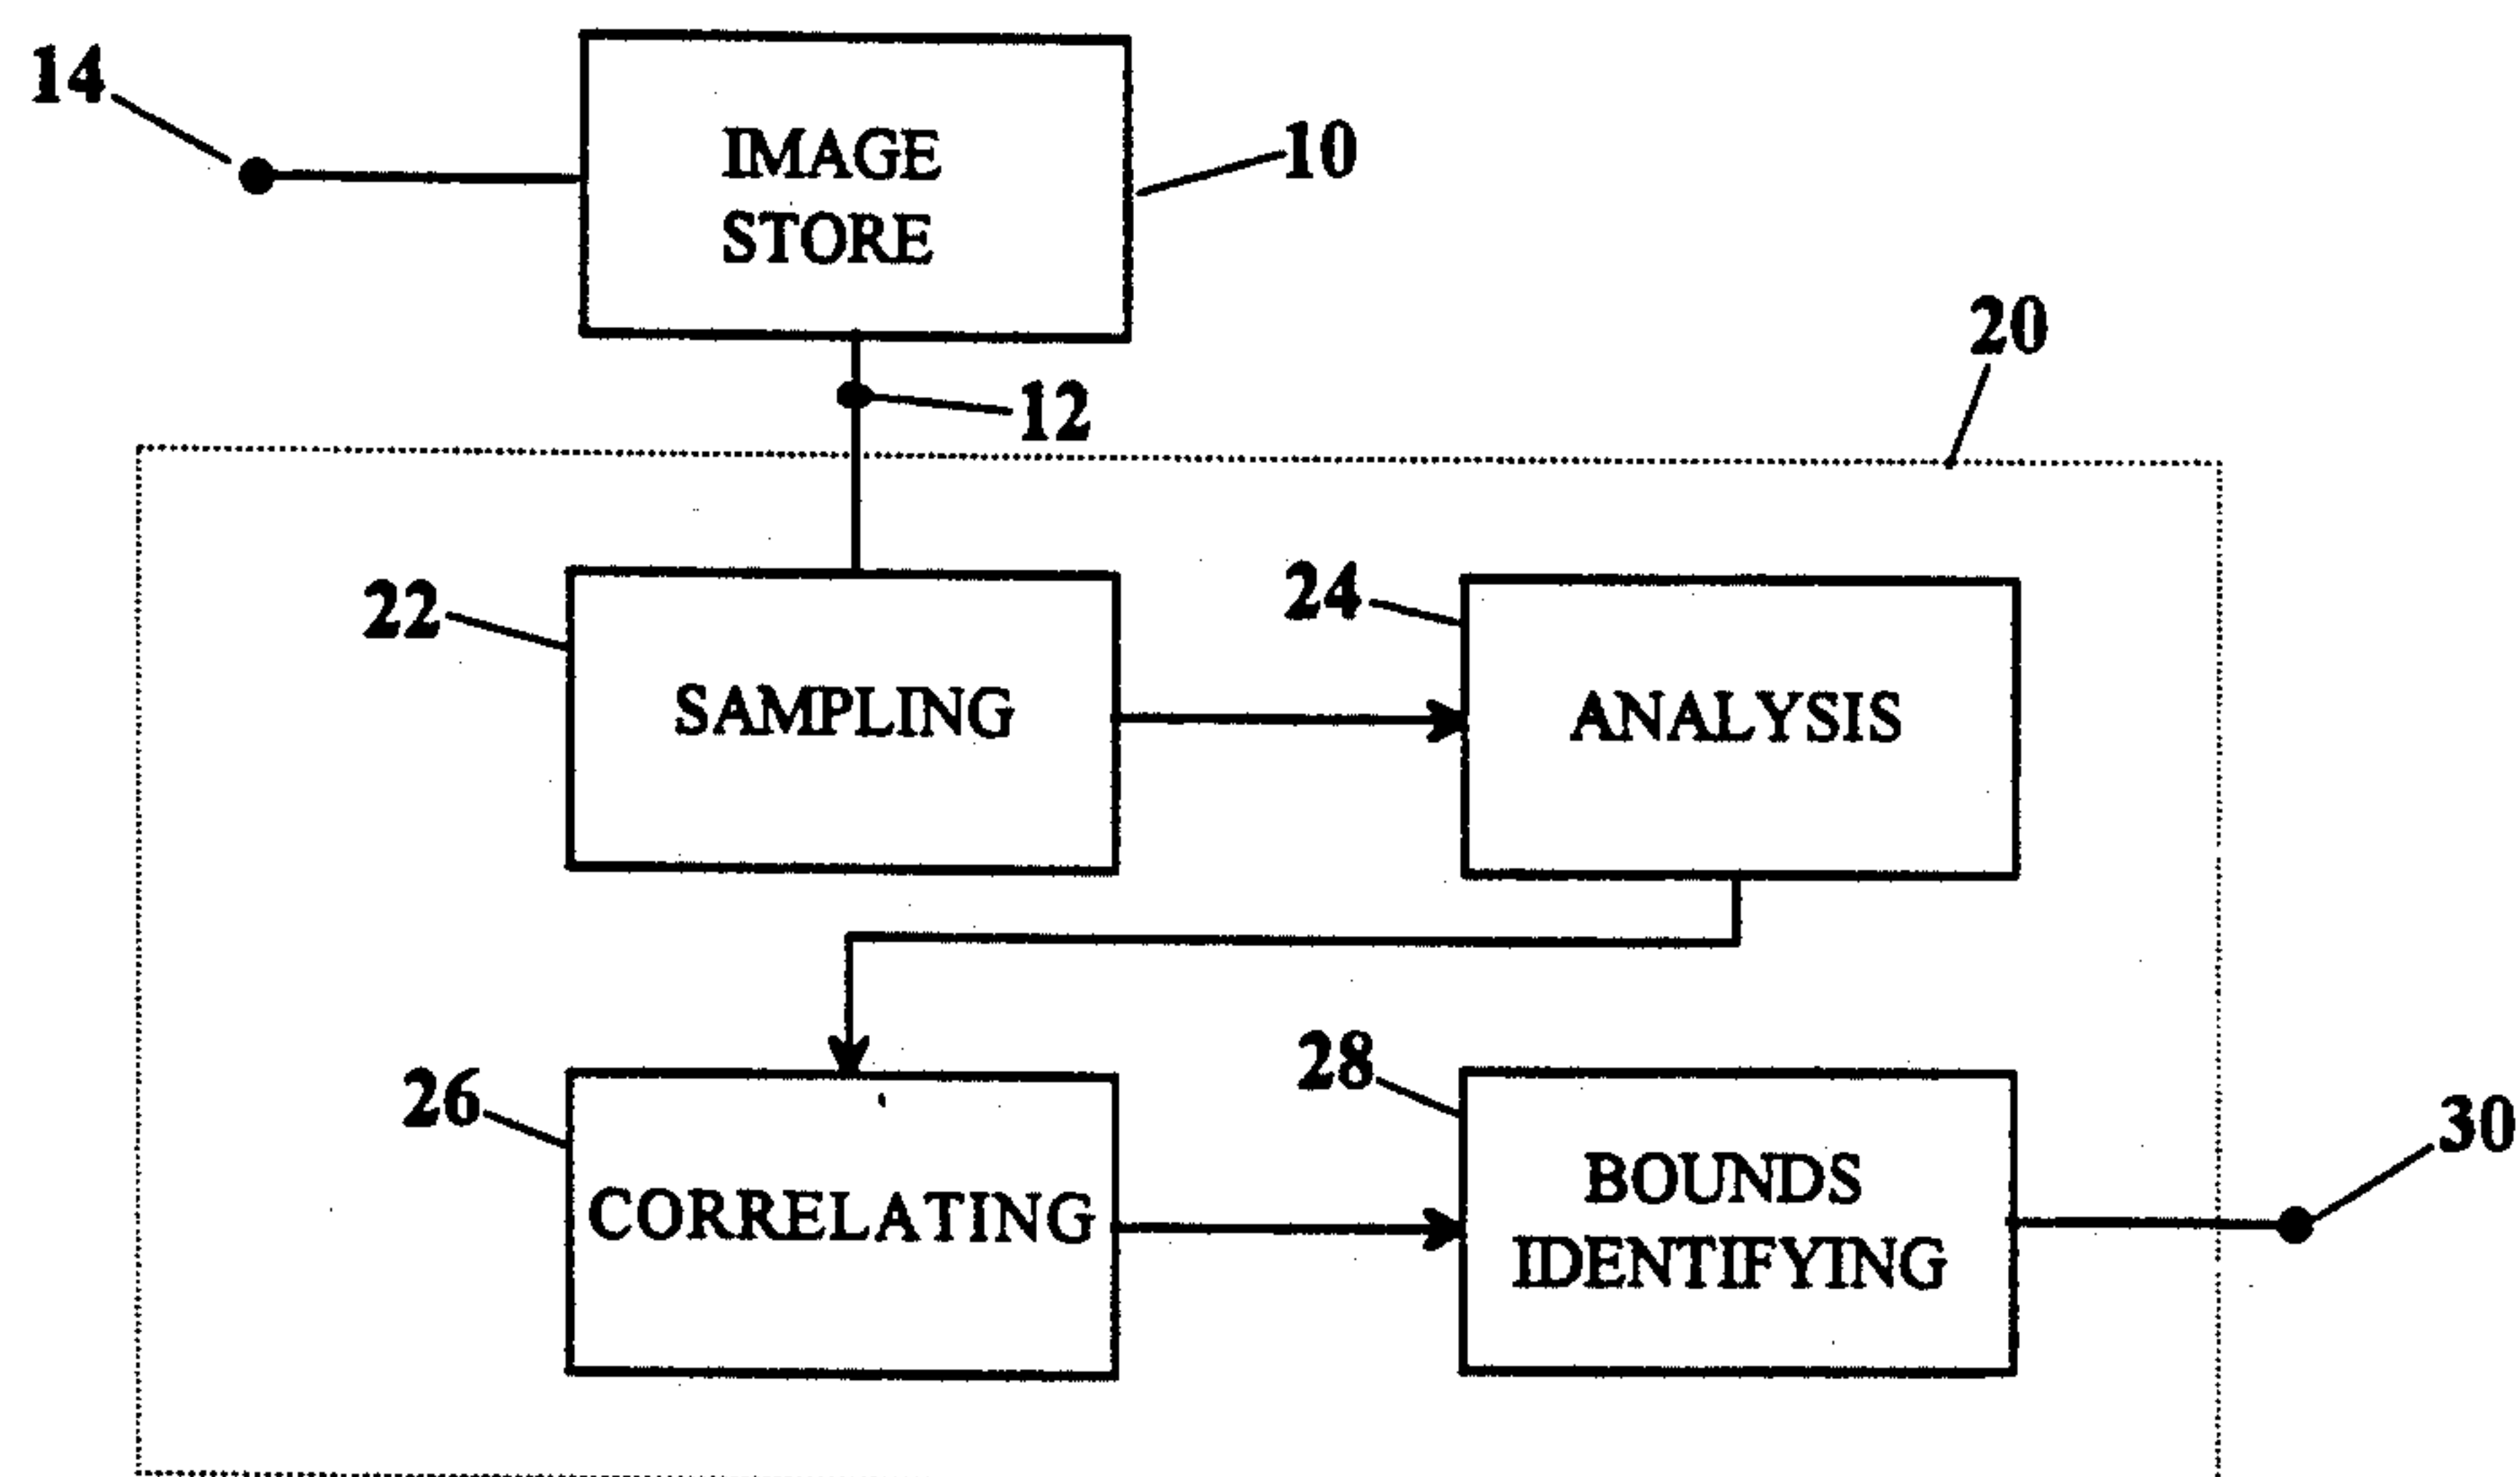 14
IMAGE
STORE
10
12
20
22
SAMPLING
24
ANALYSIS
26
CORRELATING
28
BOUNDS
IDENTIFYING
30